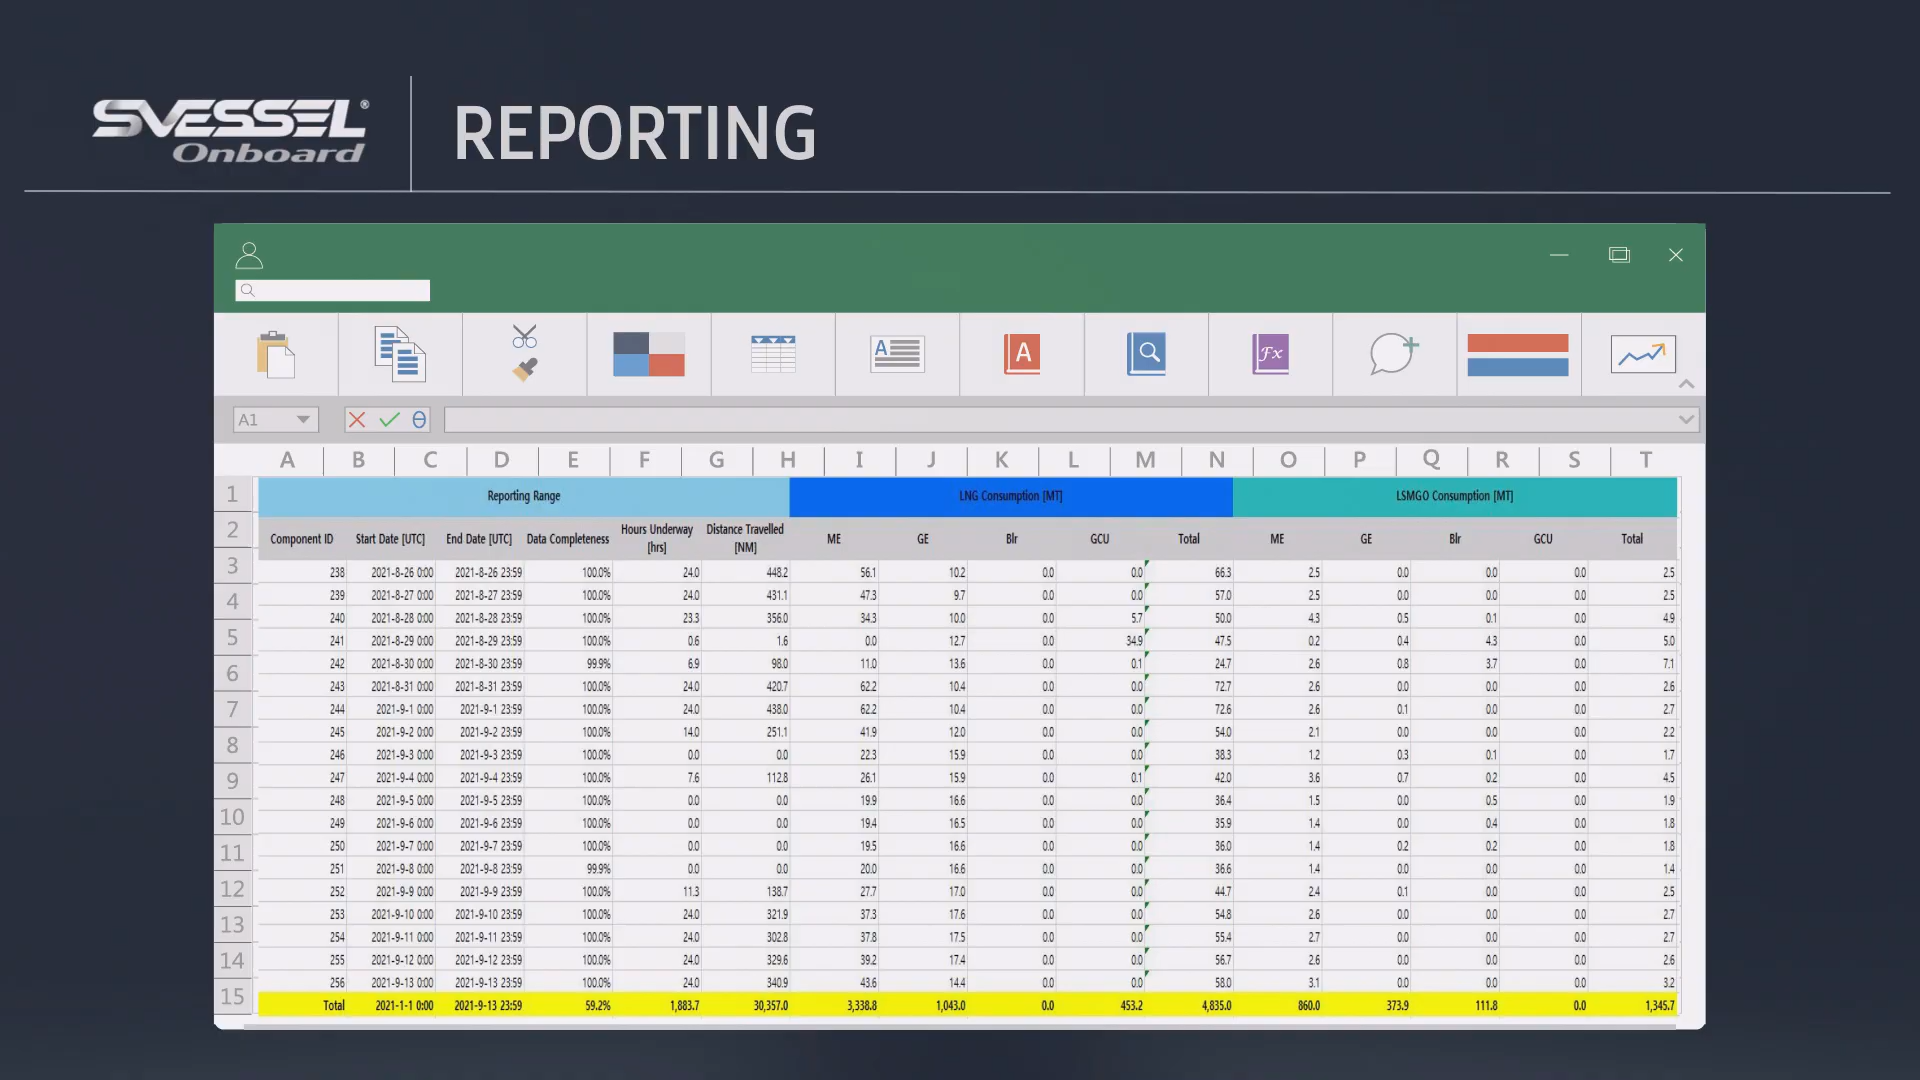 SVESSEL®
Onboard
REPORTING
A1
A B C D E F G H I J K L M N O P Q R S T
1
2
3
4
5
6
7
8
9
10
11
12
13
14
15
Reporting Range LNG Consumption [MT] LSMGO Consumption [MT]
Component ID Start Date [UTC] End Date [UTC] Data Completeness Hours Underway [hrs] Distance Travelled [NM] ME GE Blr GCU Total ME GE Blr GCU Total
238 2021-8-26 0:00 2021-8-26 23:59 100.0% 24.0 448.2 56.1 10.2 0.0 0.0 66.3 2.5 0.0 0.0 0.0 2.5
239 2021-8-27 0:00 2021-8-27 23:59 100.0% 24.0 431.1 47.3 9.7 0.0 0.0 57.0 2.5 0.0 0.0 0.0 2.5
240 2021-8-28 0:00 2021-8-28 23:59 100.0% 23.3 356.0 34.3 10.0 0.0 5.7 50.0 4.3 0.5 0.1 0.0 4.9
241 2021-8-29 0:00 2021-8-29 23:59 100.0% 0.6 1.6 0.0 12.7 0.0 34.9 47.5 0.2 0.4 4.3 0.0 5.0
242 2021-8-30 0:00 2021-8-30 23:59 99.9% 6.9 98.0 11.0 13.6 0.0 0.1 24.7 2.6 0.8 3.7 0.0 7.1
243 2021-8-31 0:00 2021-8-31 23:59 100.0% 24.0 420.7 62.2 10.4 0.0 0.0 72.7 2.6 0.0 0.0 0.0 2.6
244 2021-9-1 0:00 2021-9-1 23:59 100.0% 24.0 438.0 62.2 10.4 0.0 0.0 72.6 2.6 0.1 0.0 0.0 2.7
245 2021-9-2 0:00 2021-9-2 23:59 100.0% 14.0 251.1 41.9 12.0 0.0 0.0 54.0 2.1 0.0 0.0 0.0 2.2
246 2021-9-3 0:00 2021-9-3 23:59 100.0% 0.0 0.0 22.3 15.9 0.0 0.0 38.3 1.2 0.3 0.1 0.0 1.7
247 2021-9-4 0:00 2021-9-4 23:59 100.0% 7.6 112.8 26.1 15.9 0.0 0.1 42.0 3.6 0.7 0.2 0.0 4.5
248 2021-9-5 0:00 2021-9-5 23:59 100.0% 0.0 0.0 19.9 16.6 0.0 0.0 36.4 1.5 0.0 0.5 0.0 1.9
249 2021-9-6 0:00 2021-9-6 23:59 100.0% 0.0 0.0 19.4 16.5 0.0 0.0 35.9 1.4 0.0 0.4 0.0 1.8
250 2021-9-7 0:00 2021-9-7 23:59 100.0% 0.0 0.0 19.5 16.6 0.0 0.0 36.0 1.4 0.2 0.2 0.0 1.8
251 2021-9-8 0:00 2021-9-8 23:59 99.9% 0.0 0.0 20.0 16.6 0.0 0.0 36.6 1.4 0.0 0.0 0.0 1.4
252 2021-9-9 0:00 2021-9-9 23:59 100.0% 11.3 138.7 27.7 17.0 0.0 0.0 44.7 2.4 0.1 0.0 0.0 2.5
253 2021-9-10 0:00 2021-9-10 23:59 100.0% 24.0 321.9 37.3 17.6 0.0 0.0 54.8 2.6 0.0 0.0 0.0 2.7
254 2021-9-11 0:00 2021-9-11 23:59 100.0% 24.0 302.8 37.8 17.5 0.0 0.0 55.4 2.7 0.0 0.0 0.0 2.7
255 2021-9-12 0:00 2021-9-12 23:59 100.0% 24.0 329.6 39.2 17.4 0.0 0.0 56.7 2.6 0.0 0.0 0.0 2.6
256 2021-9-13 0:00 2021-9-13 23:59 100.0% 24.0 340.9 43.6 14.4 0.0 0.0 58.0 3.1 0.0 0.0 0.0 3.2
Total 2021-1-1 0:00 2021-9-13 23:59 59.2% 1,883.7 30,357.0 3,338.8 1,043.0 0.0 453.2 4,835.0 860.0 373.9 111.8 0.0 1,345.7